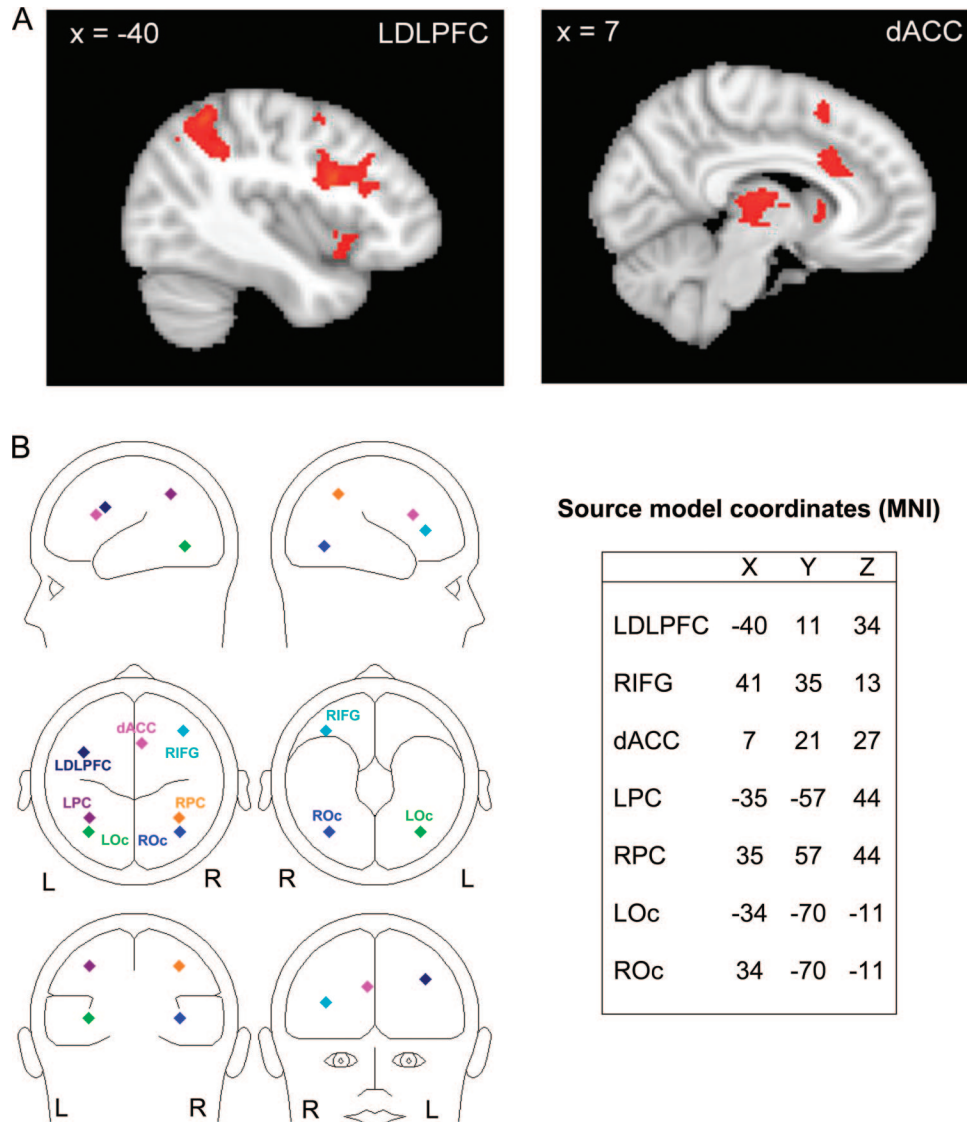 A
x = -40 LDLPFC
x = 7 dACC
B
dACC
RIFG
LDLPFC
LPC
RPC
LOc
ROc
L
R
RIFG
ROc
LOc
R
L
L
R
R
L
Source model coordinates (MNI)
X Y Z
LDLPFC -40 11 34
RIFG 41 35 13
dACC 7 21 27
LPC -35 -57 44
RPC 35 57 44
LOc -34 -70 -11
ROc 34 -70 -11